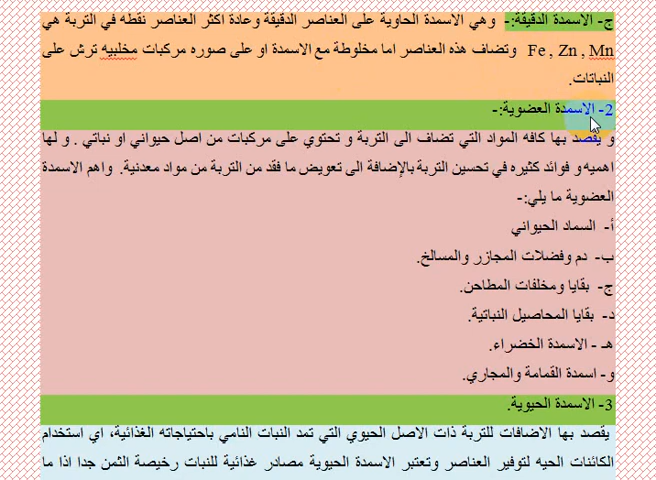 ج- الاسمدة الدقيقة:- وهي الاسمدة الحاوية على العناصر الدقيقة وعادة اكثر العناصر نقطه في التربة هي
Fe , Zn , Mn وتضاف هذه العناصر اما مخلوطة مع الاسمدة او على صوره مركبات مخلبيه ترش على
النباتات.
2- الاسمدة العضوية:-
و يقصد بها كافه المواد التي تضاف الى التربة و تحتوي على مركبات من اصل حيواني او نباتي . و لها
اهميه و فوائد كثيره في تحسين التربة بالإضافة الى تعويض ما فقد من التربة من مواد معدنية. واهم الاسمدة
العضوية ما يلي:-
أ- السماد الحيواني
ب- دم وفضلات المجازر والمسالخ.
ج- بقايا ومخلفات المطاحن.
د- بقايا المحاصيل النباتية.
هـ - الاسمدة الخضراء.
و- اسمدة القمامة والمجاري.
3- الاسمدة الحيوية.
يقصد بها الاضافات للتربة ذات الاصل الحيوي التي تمد النبات النامي باحتياجاته الغذائية، اي استخدام
الكائنات الحيه لتوفير العناصر وتعتبر الاسمدة الحيوية مصادر غذائية للنبات رخيصة الثمن جدا اذا ما